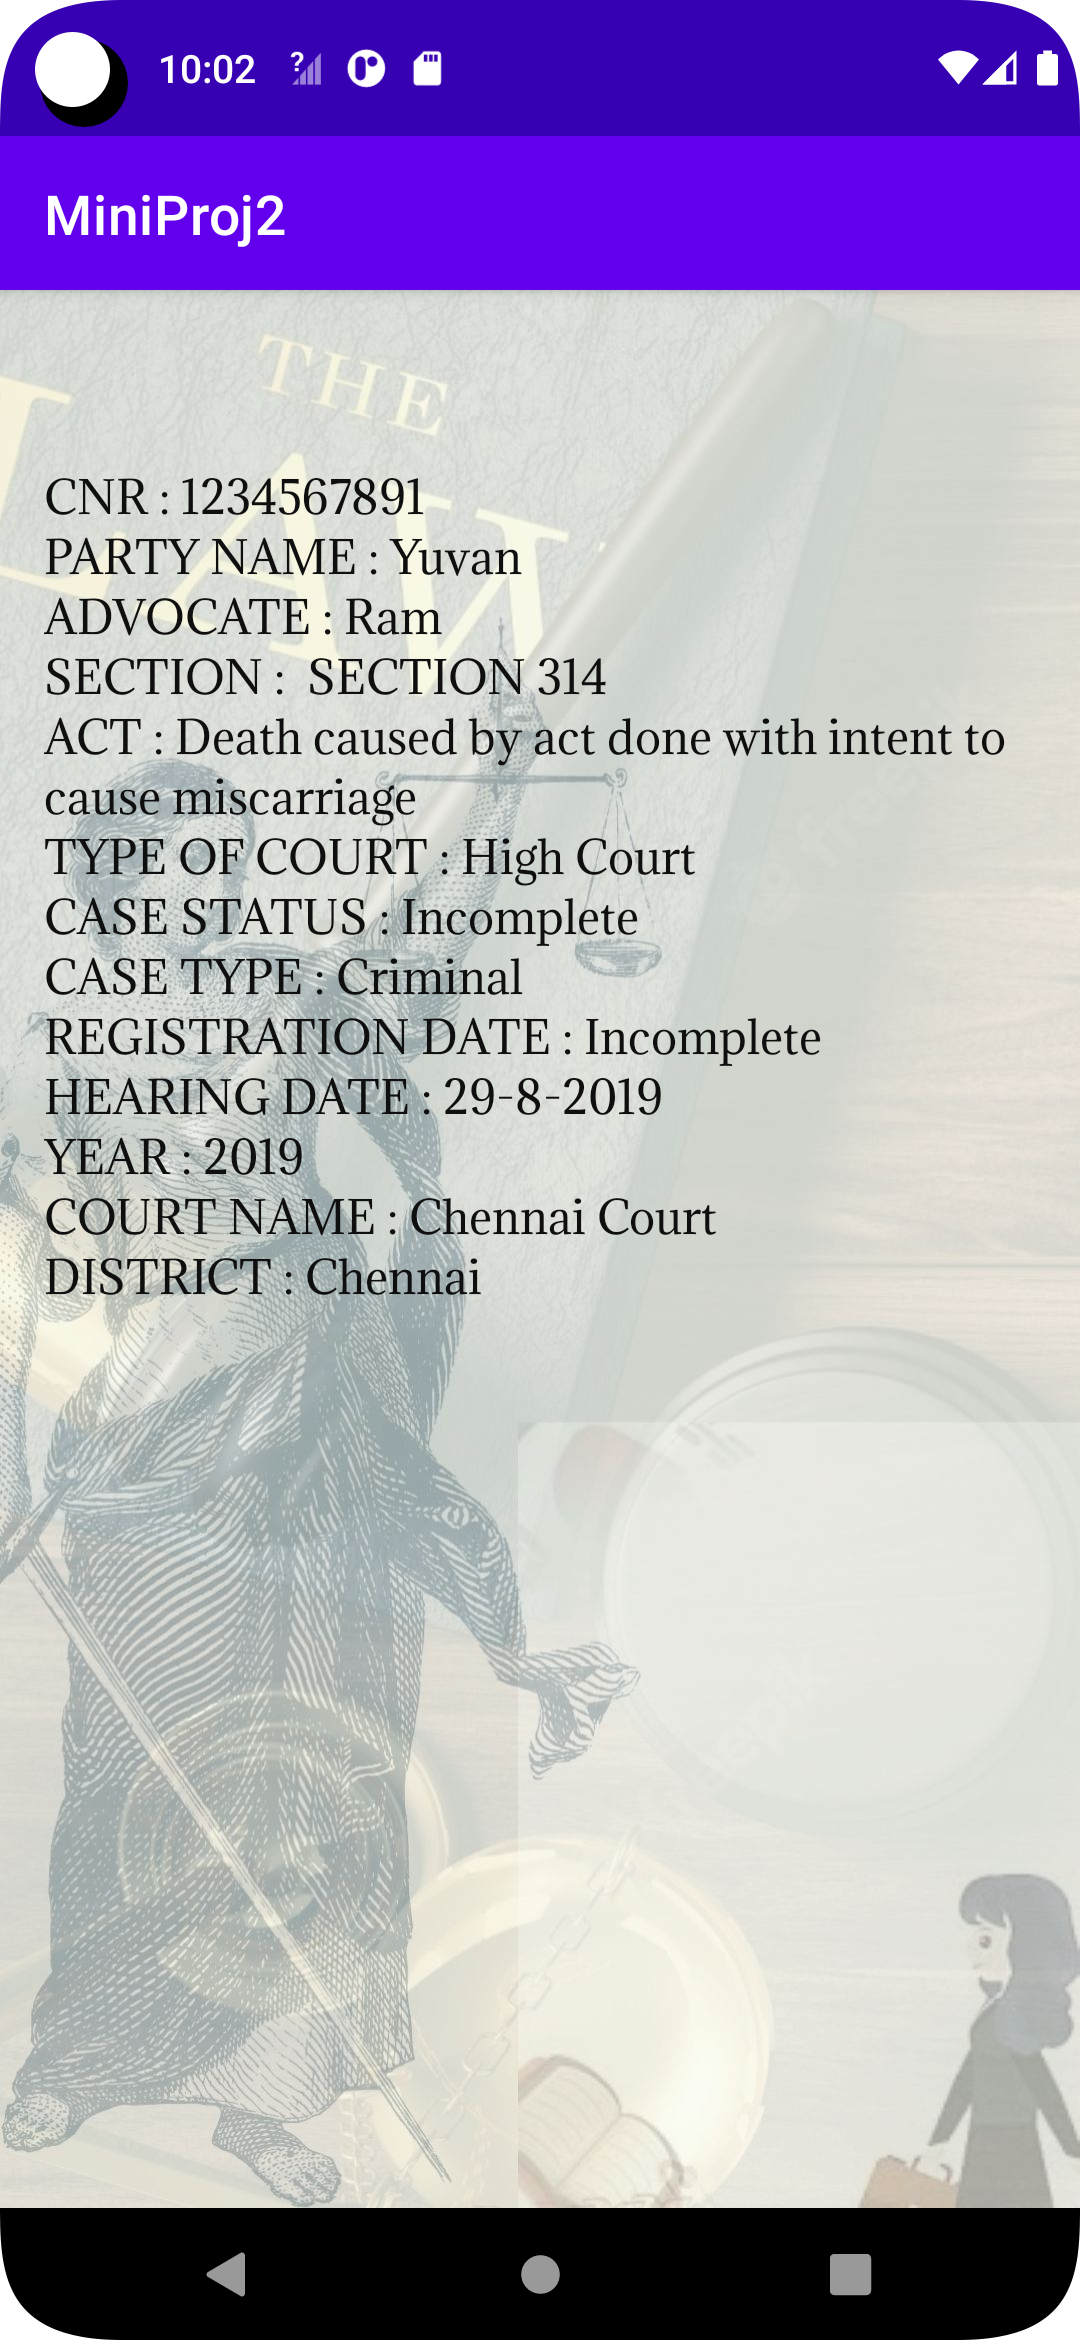 10:02
MiniProj2
THE
LAW
CNR : 1234567891
PARTY NAME : Yuvan
ADVOCATE : Ram
SECTION :  SECTION 314
ACT : Death caused by act done with intent to
cause miscarriage
TYPE OF COURT : High Court
CASE STATUS : Incomplete
CASE TYPE : Criminal
REGISTRATION DATE : Incomplete
HEARING DATE : 29-8-2019
YEAR : 2019
COURT NAME : Chennai Court
DISTRICT : Chennai